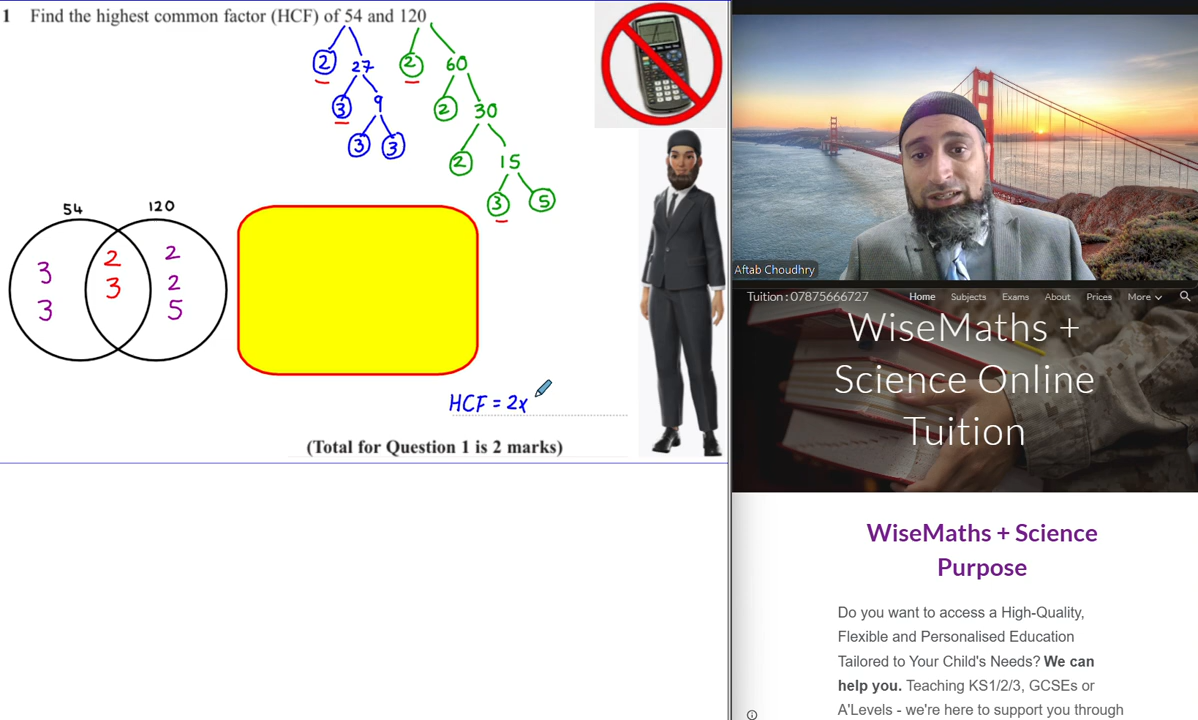 1 Find the highest common factor (HCF) of 54 and 120
2 27 2 60
3 9 2 30
3 3 2 15
3 5
54 120
3 2 2
3 3 2
5
HCF = 2x
(Total for Question 1 is 2 marks)
Aftab Choudhry
Tuition : 07875666727 Home Subjects Exams About Prices More
WiseMaths +
Science Online
Tuition
WiseMaths + Science
Purpose
Do you want to access a High-Quality,
Flexible and Personalised Education
Tailored to Your Child's Needs? We can
help you. Teaching KS1/2/3, GCSEs or
A'Levels - we're here to support you through